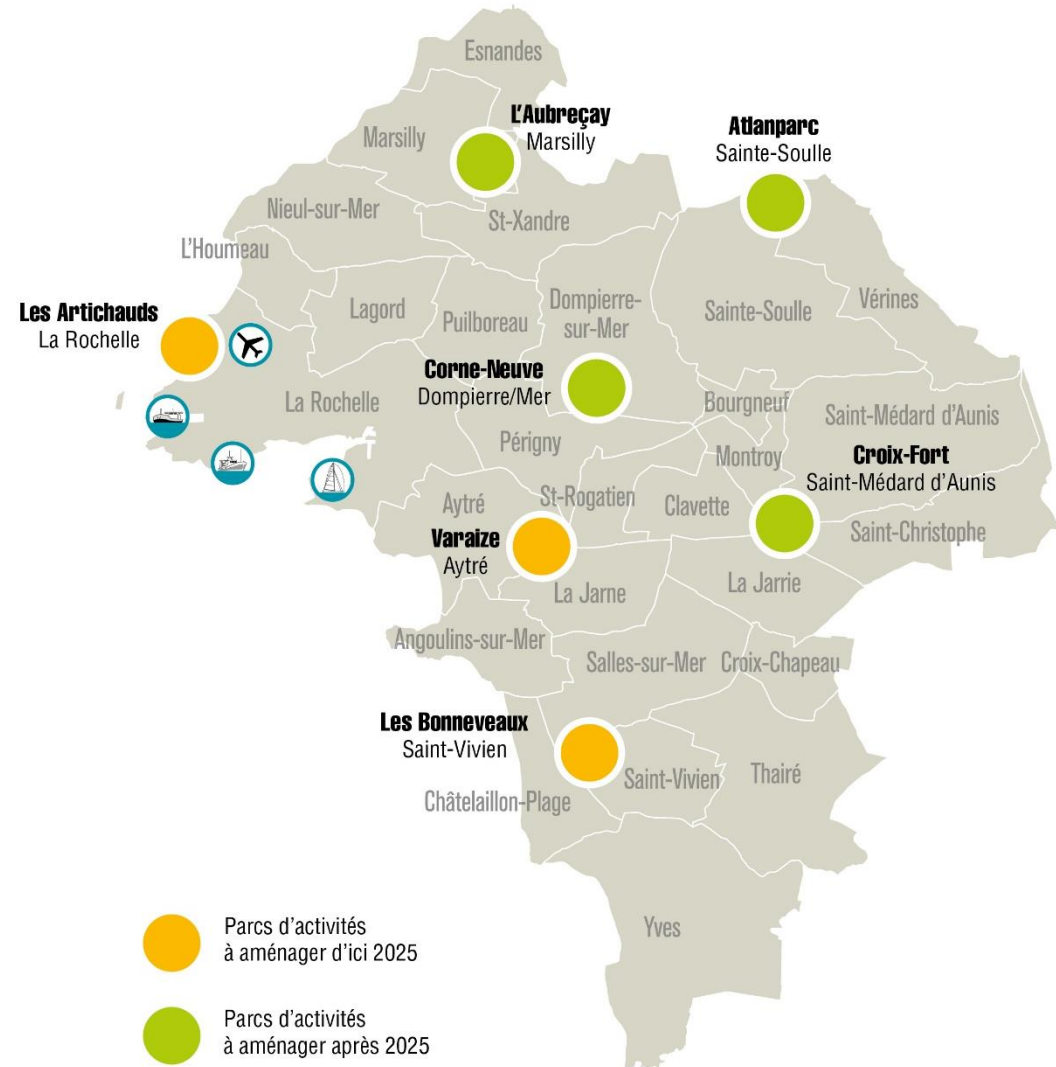 Esnandes
L'Aubreçay
Marsilly
Marsilly
Atlanparc
Sainte-Soulle
Nieul-sur-Mer
St-Xandre
L'Houmeau
Les Artichauds
La Rochelle
Lagord
Puilboreau
Dompierre-
sur-Mer
Sainte-Soulle
Vérines
Corne-Neuve
Dompierre/Mer
La Rochelle
Bourgneuf
Saint-Médard d'Aunis
Périgny
Montroy
Croix-Fort
Saint-Médard d'Aunis
Aytré
St-Rogatien
Clavette
Saint-Christophe
Varaize
Aytré
La Jarne
La Jarrie
Angoulins-sur-Mer
Salles-sur-Mer
Croix-Chapeau
Les Bonneveaux
Saint-Vivien
Saint-Vivien
Thairé
Châtelaillon-Plage
Yves
Parcs d'activités
à aménager d'ici 2025
Parcs d'activités
à aménager après 2025